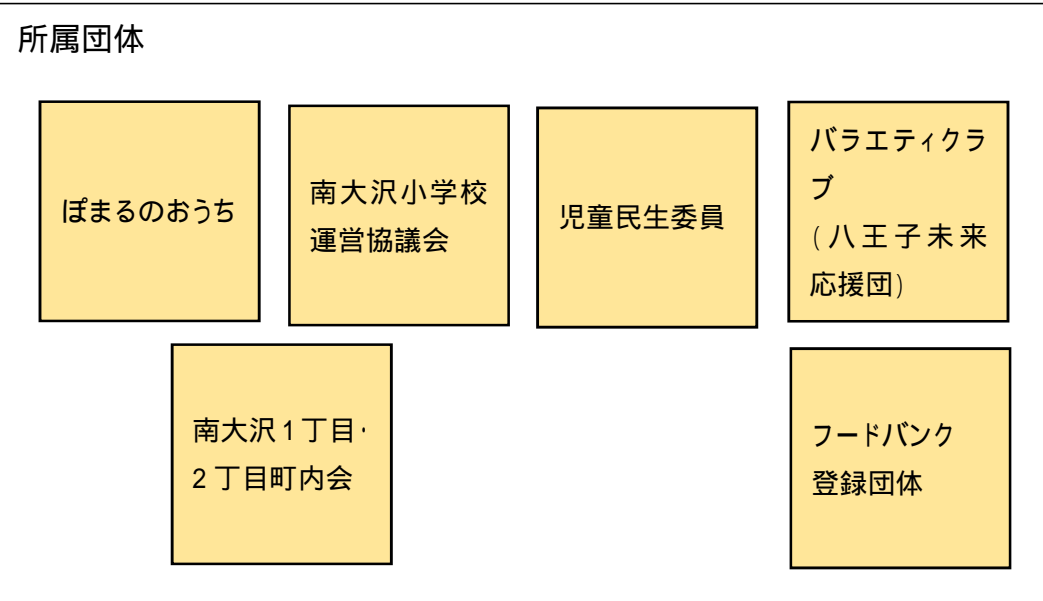 所属団体
ぽまるのおうち
南大沢小学校
運営協議会
児童民生委員
バラエティクラ
ブ
(八王子未来
応援団)
南大沢1丁目・
2丁目町内会
フードバンク
登録団体